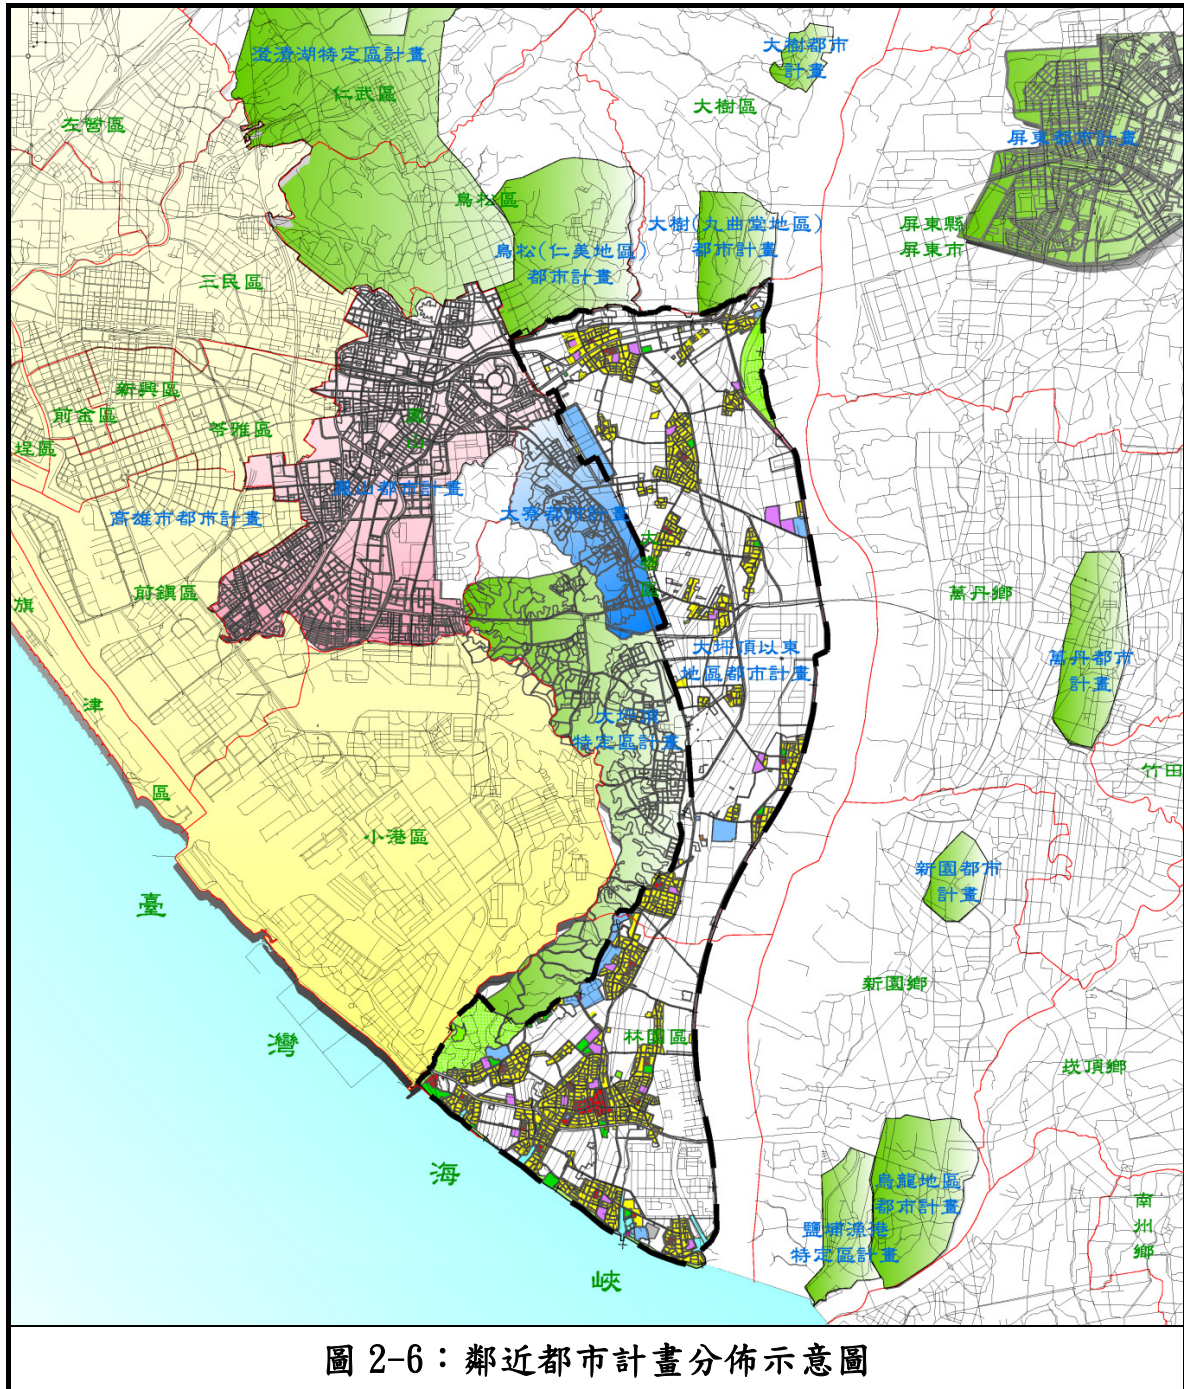 澄清湖特定區計畫
仁武區
大樹都市
計畫
大樹區
左營區
屏東都市計畫
鳥松區
鳥松(仁美地區)
都市計畫
大樹(九曲堂地區)
都市計畫
屏東縣
屏東市
三民區
新興區
前金區
苓雅區
埕區
鳳山
鳳山都市計畫
高雄市都市計畫
大寮都市計畫
大寮區
前鎮區
旗
津
區
萬丹鄉
萬丹都市
計畫
大坪頂以東
地區都市計畫
大坪頂
特定區計畫
竹田
小港區
新園都市
計畫
臺
灣
海
峽
新園鄉
林園區
崁頂鄉
烏龍地區
都市計畫
鹽埔漁港
特定區計畫
南
州
鄉
圖 2-6：鄰近都市計畫分佈示意圖